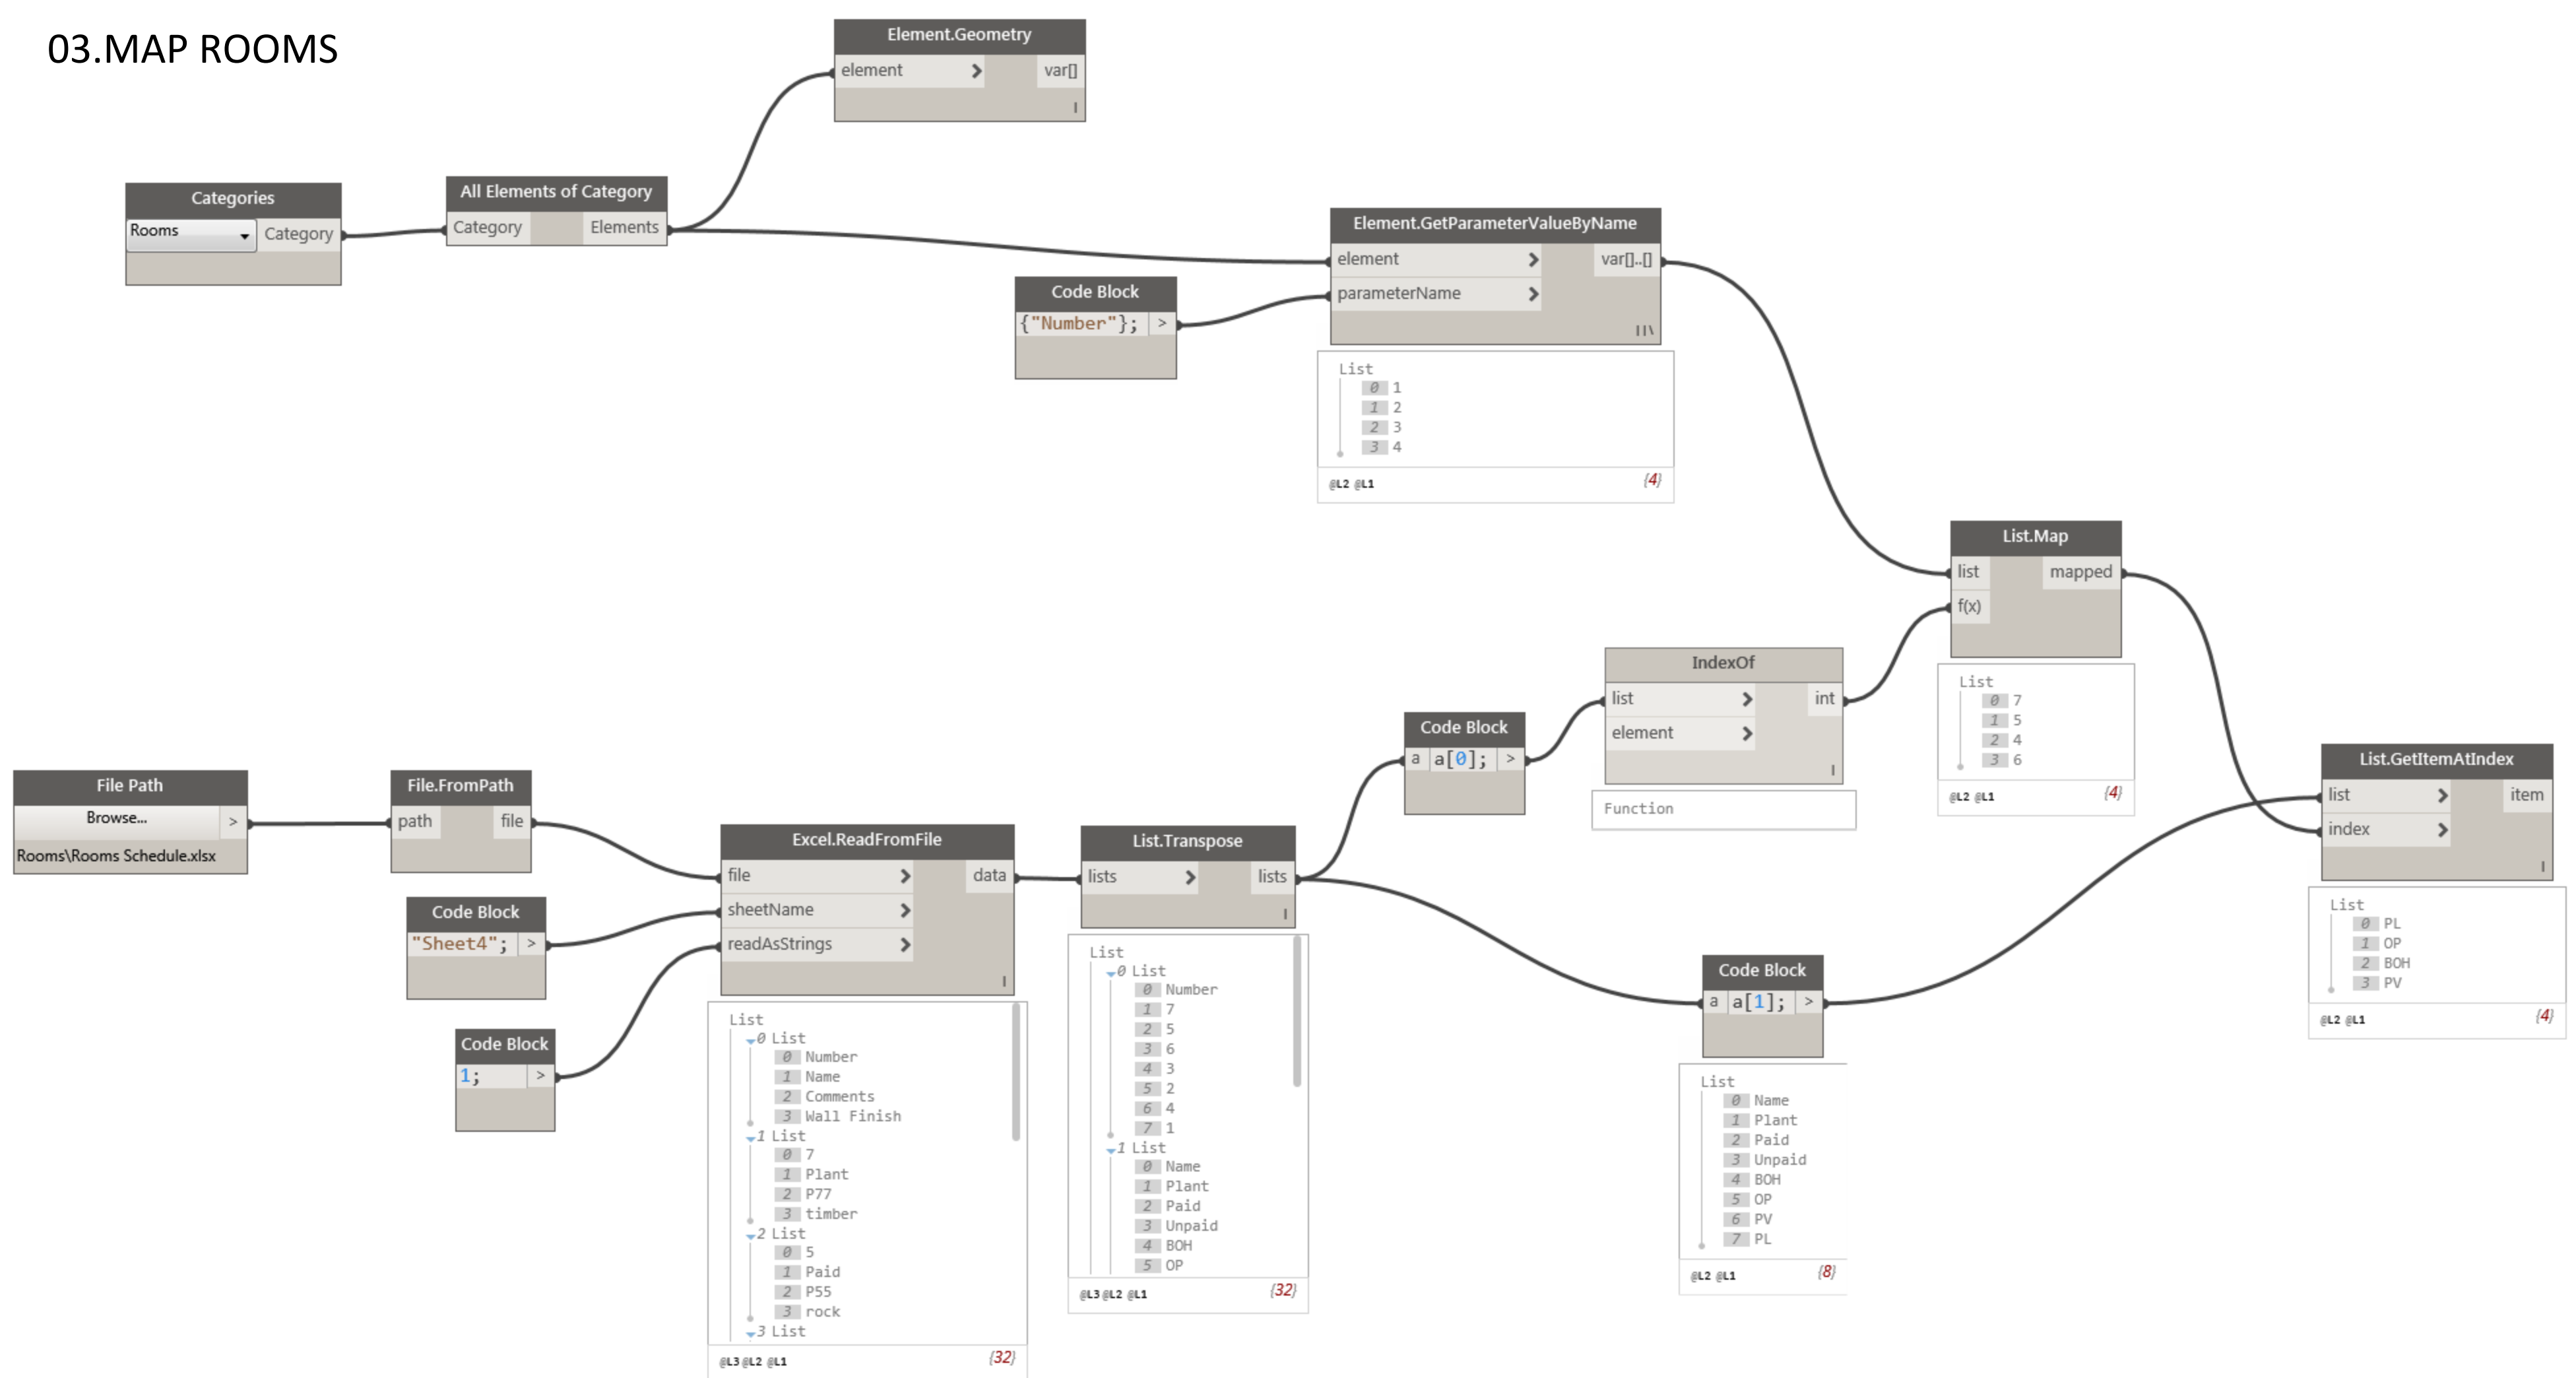 03.MAP ROOMS
Element.Geometry
element > var[]
Categories
Rooms Category
All Elements of Category
Category Elements
Element.GetParameterValueByName
element > var[]..[]
parameterName >
Code Block
{"Number"}; >
List
0 1
1 2
2 3
3 4
@L2 @L1 {4}
List.Map
list mapped
f(x)
List
0 7
1 5
2 4
3 6
@L2 @L1 {4}
IndexOf
list > int
element >
Function
Code Block
a a[0]; >
File Path
Browse... >
Rooms\Rooms Schedule.xlsx
File.FromPath
path file
Code Block
"Sheet4"; >
Code Block
1; >
Excel.ReadFromFile
file > data
sheetName >
readAsStrings >
List
0 List
0 Number
1 Name
2 Comments
3 Wall Finish
1 List
0 7
1 Plant
2 P77
3 timber
2 List
0 5
1 Paid
2 P55
3 rock
3 List
@L3 @L2 @L1 {32}
List.Transpose
lists > lists
List
0 List
0 Number
1 7
2 5
3 6
4 3
5 2
6 4
7 1
1 List
0 Name
1 Plant
2 Paid
3 Unpaid
4 BOH
5 OP
@L3 @L2 @L1 {32}
Code Block
a a[1]; >
List
0 Name
1 Plant
2 Paid
3 Unpaid
4 BOH
5 OP
6 PV
7 PL
@L2 @L1 {8}
List.GetItemAtIndex
list > item
index >
List
0 PL
1 OP
2 BOH
3 PV
@L2 @L1 {4}